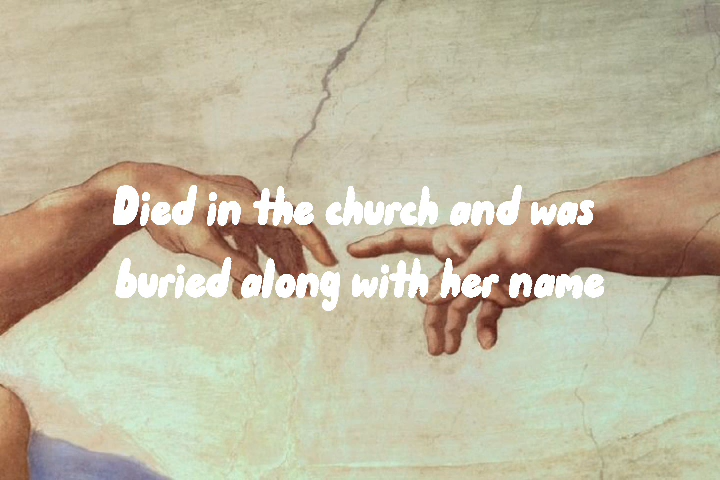 Died in the church and was
buried along with her name